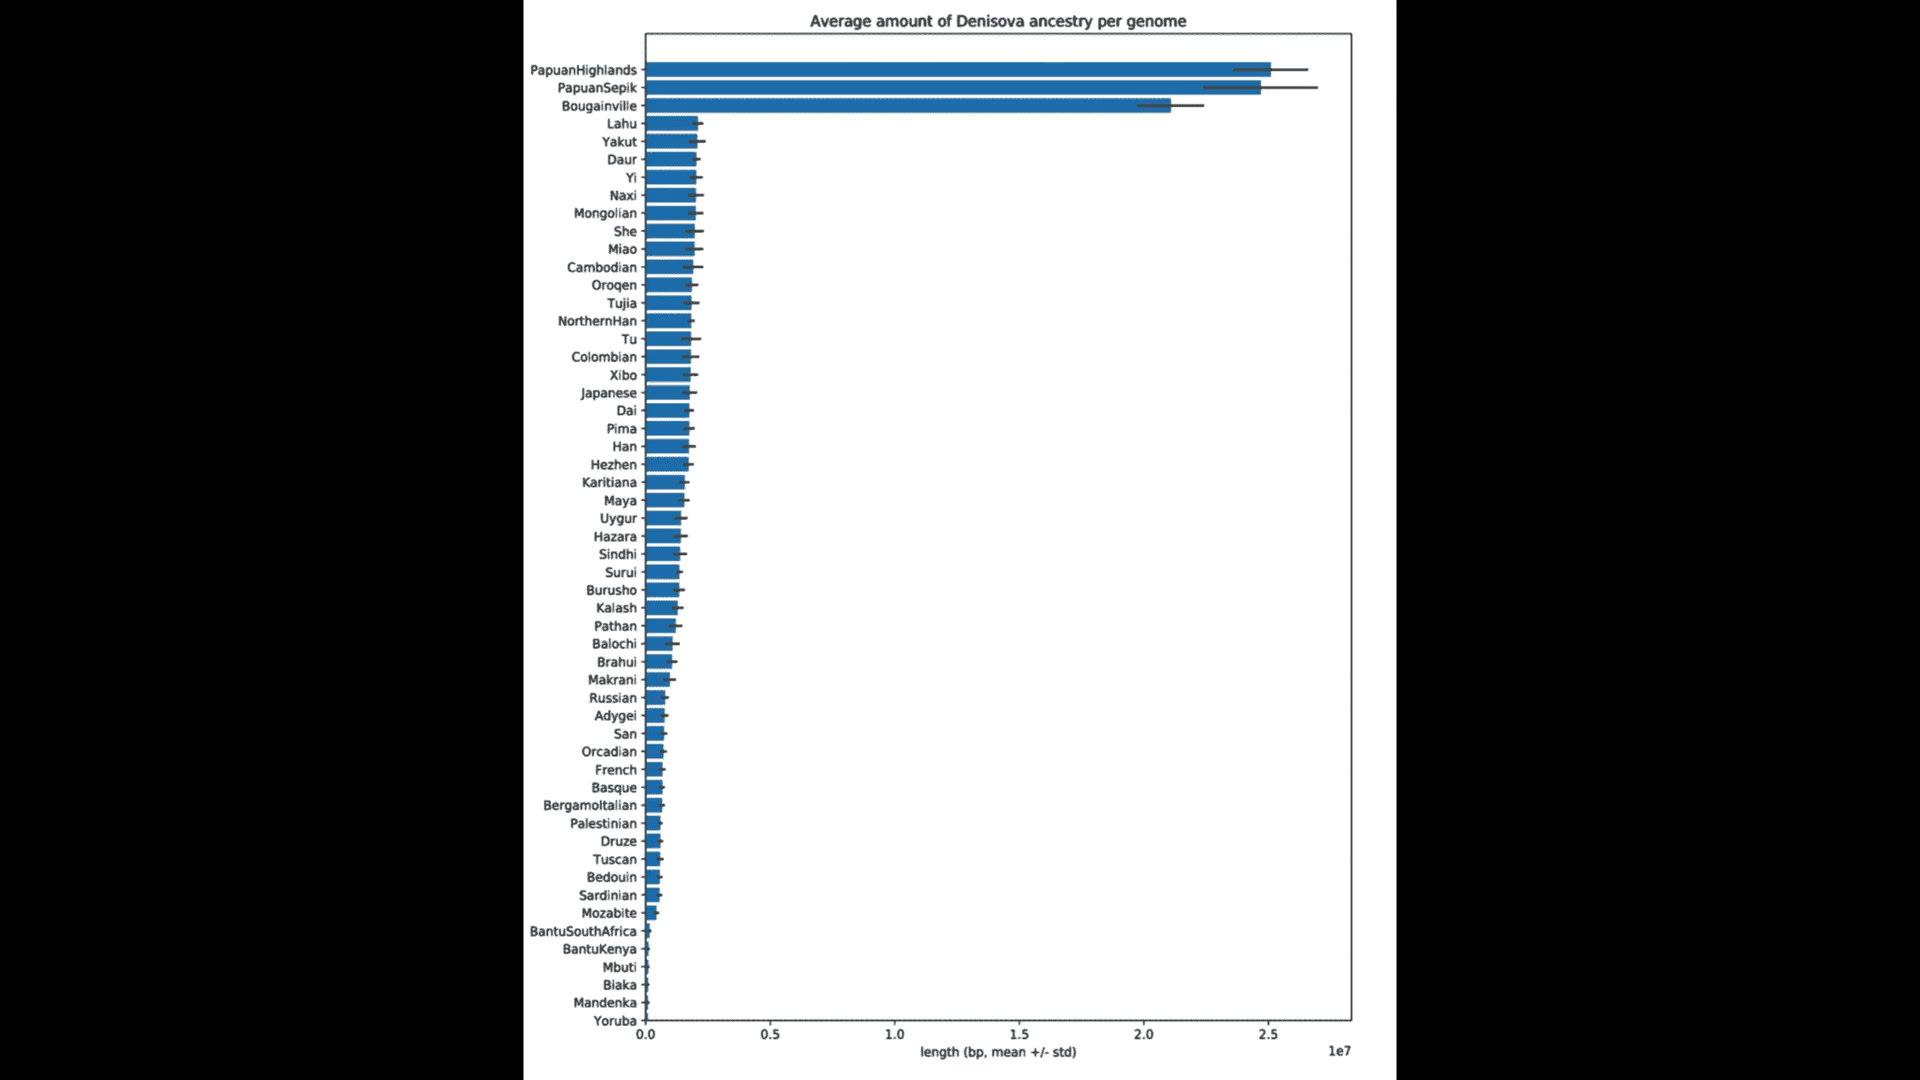 Average amount of Denisova ancestry per genome
PapuanHighlands
PapuanSepik
Bougainville
Lahu
Yakut
Daur
Yi
Naxi
Mongolian
She
Miao
Cambodian
Oroqen
Tujia
NorthernHan
Tu
Colombian
Xibo
Japanese
Dai
Pima
Han
Hezhen
Karitiana
Maya
Uygur
Hazara
Sindhi
Surui
Burusho
Kalash
Pathan
Balochi
Brahui
Makrani
Russian
Adygei
San
Orcadian
French
Basque
BergamoItalian
Palestinian
Druze
Tuscan
Bedouin
Sardinian
Mozabite
BantuSouthAfrica
BantuKenya
Mbuti
Biaka
Mandenka
Yoruba
0.0 0.5 1.0 1.5 2.0 2.5
length (bp, mean +/- std) 1e7